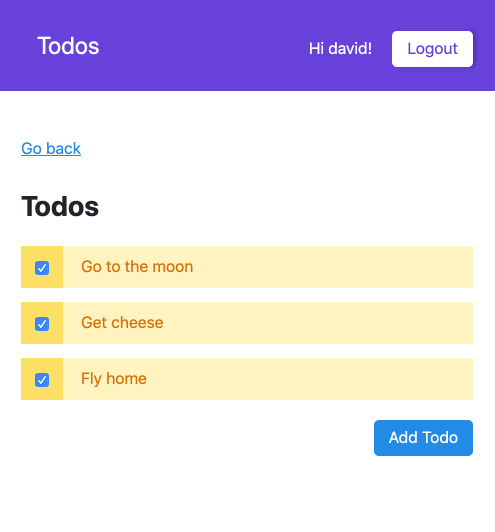 Todos
Hi david!
Logout
Go back
Todos
Go to the moon
Get cheese
Fly home
Add Todo